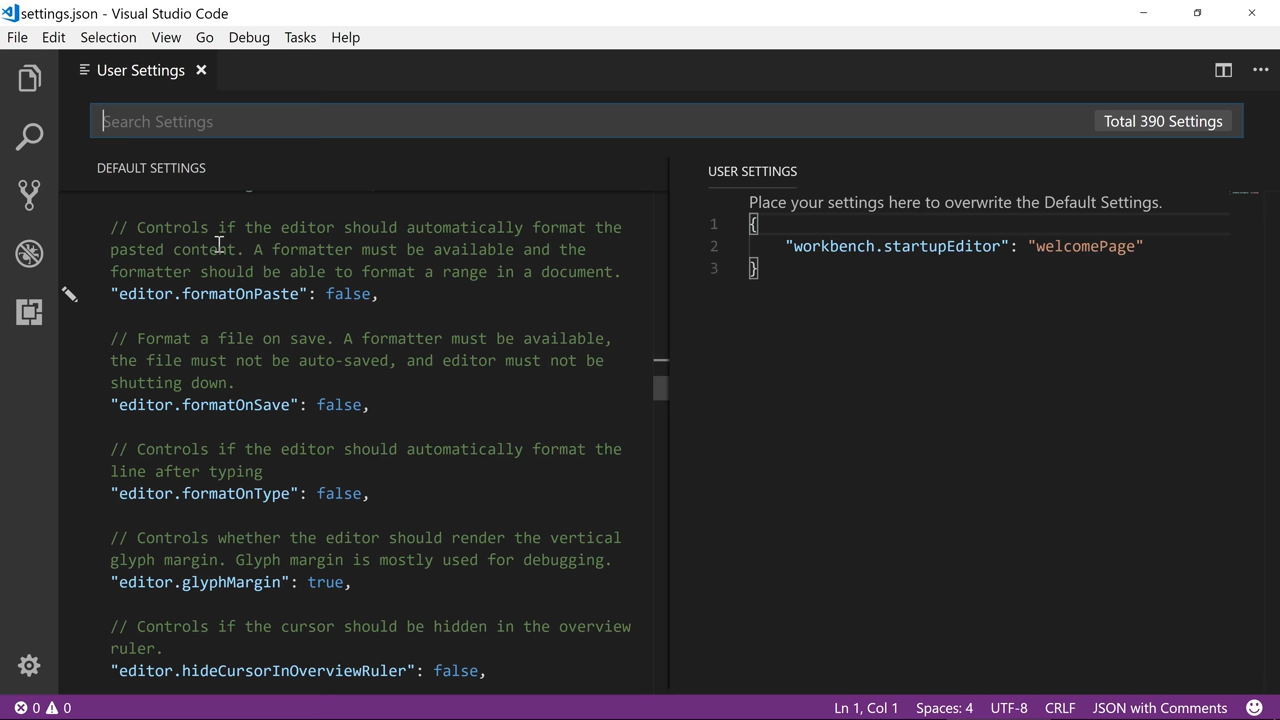 settings.json - Visual Studio Code
File Edit Selection View Go Debug Tasks Help
User Settings
Search Settings
Total 390 Settings
DEFAULT SETTINGS
// Controls if the editor should automatically format the
pasted content. A formatter must be available and the
formatter should be able to format a range in a document.
"editor.formatOnPaste": false,
// Format a file on save. A formatter must be available,
the file must not be auto-saved, and editor must not be
shutting down.
"editor.formatOnSave": false,
// Controls if the editor should automatically format the
line after typing
"editor.formatOnType": false,
// Controls whether the editor should render the vertical
glyph margin. Glyph margin is mostly used for debugging.
"editor.glyphMargin": true,
// Controls if the cursor should be hidden in the overview
ruler.
"editor.hideCursorInOverviewRuler": false,
USER SETTINGS
Place your settings here to overwrite the Default Settings.
1 {
2 "workbench.startupEditor": "welcomePage"
3 }
0 0 Ln 1, Col 1 Spaces: 4 UTF-8 CRLF JSON with Comments